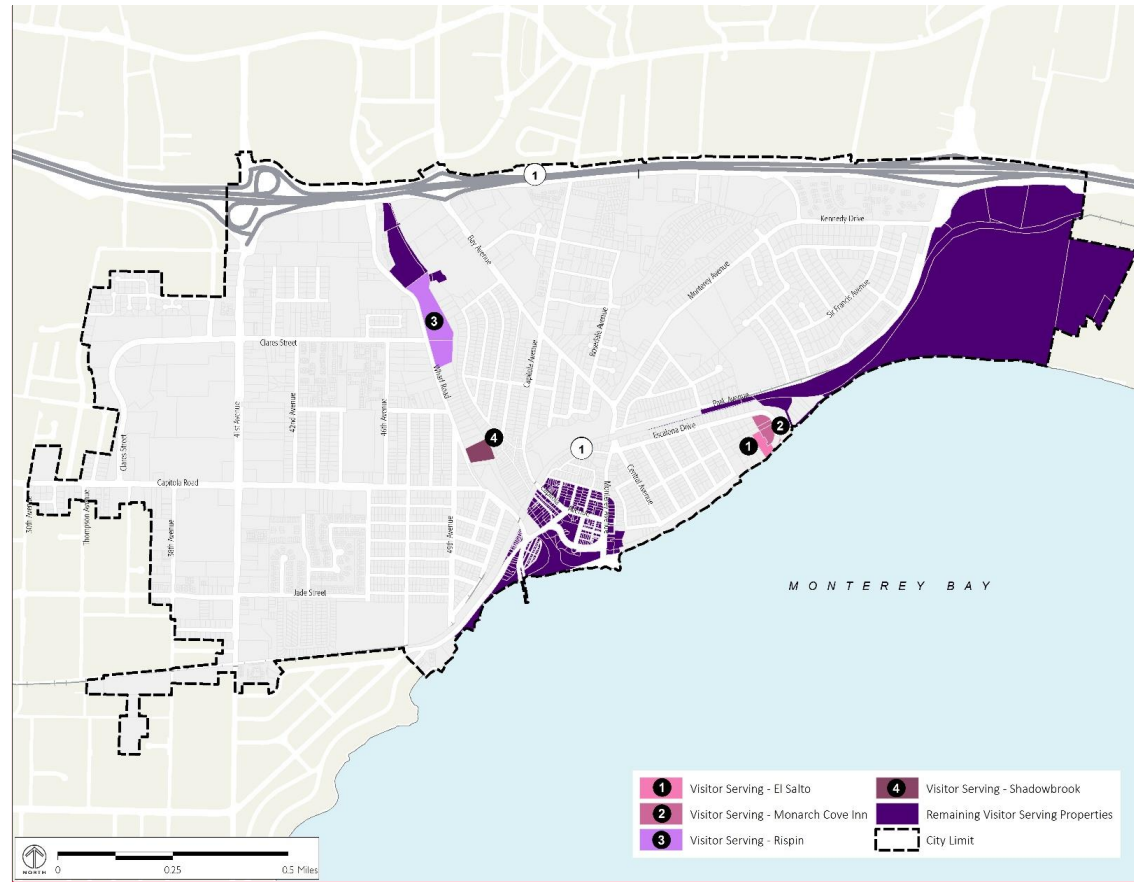 1
Kennedy Drive
Bay Avenue
Monterey Avenue
Sir Francis Avenue
Rosedale Avenue
Capitola Avenue
3
Clares Street
Wharf Road
41st Avenue
42nd Avenue
46th Avenue
Park Avenue
Escalona Drive
2
1
4
1
Clares Street
Central Avenue
Capitola Road
Monterey Avenue
30th Avenue
Thompson Avenue
38th Avenue
49th Avenue
Jade Street
MONTEREY BAY
1 Visitor Serving - El Salto
2 Visitor Serving - Monarch Cove Inn
3 Visitor Serving - Rispin
4 Visitor Serving - Shadowbrook
Remaining Visitor Serving Properties
City Limit
NORTH
0 0.25 0.5 Miles